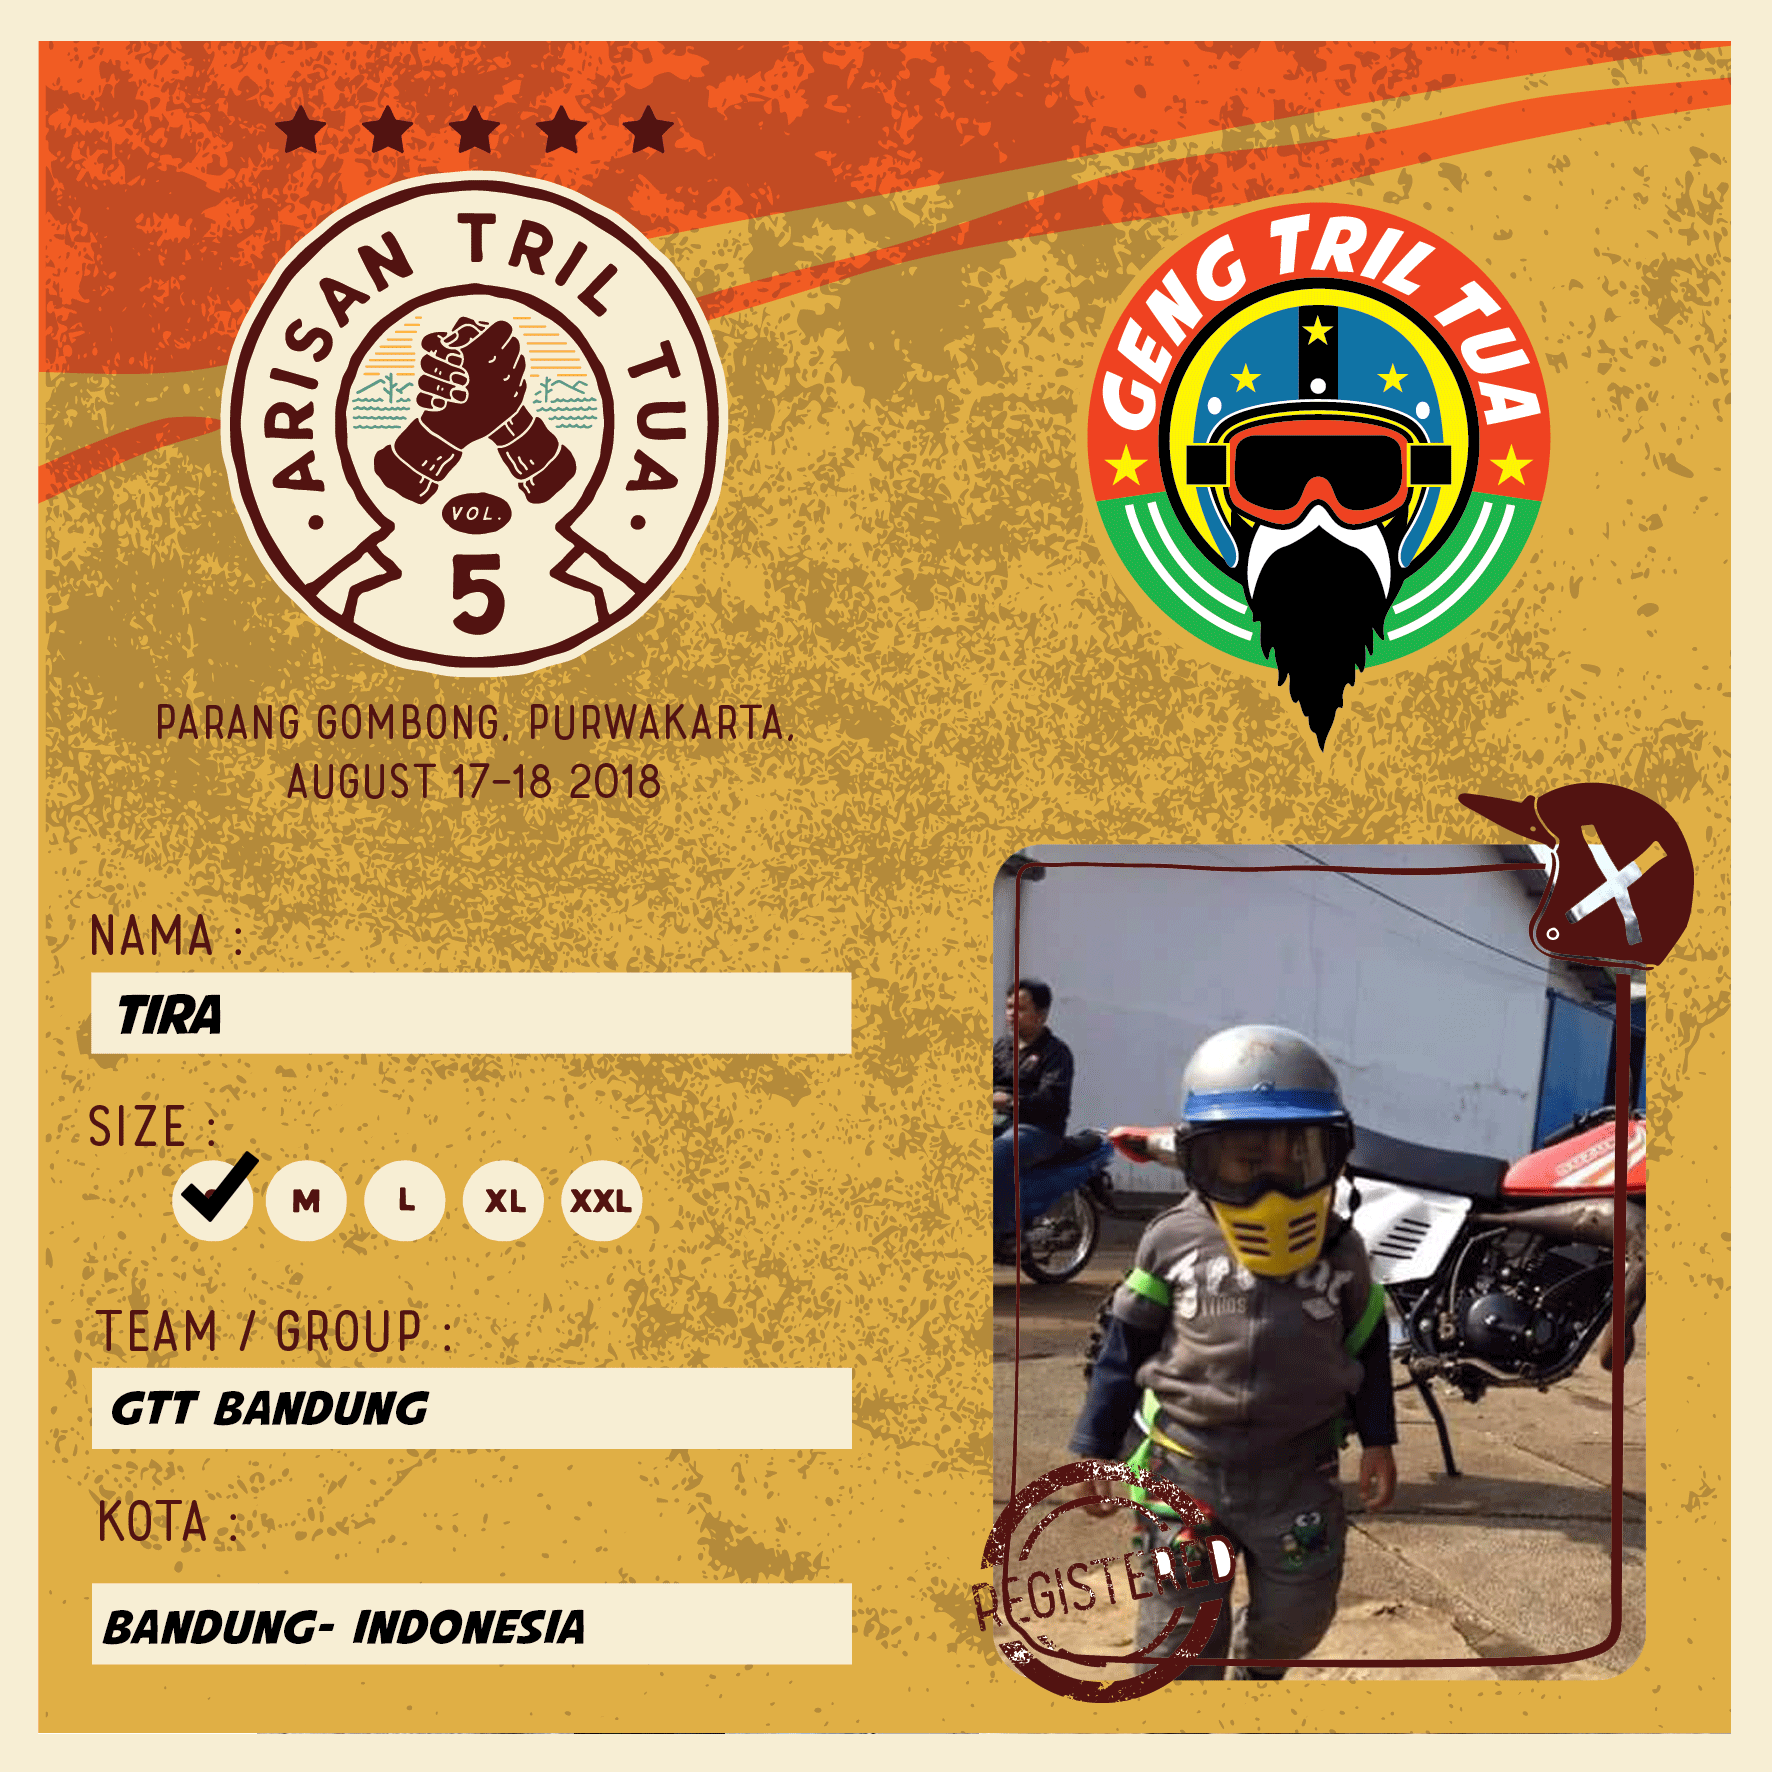 ARISAN TRIL TUA
VOL.
5
GENG TRIL TUA
PARANG GOMBONG, PURWAKARTA,
AUGUST 17-18 2018
NAMA :
TIRA
SIZE :
M L XL XXL
TEAM / GROUP :
GTT BANDUNG
KOTA :
BANDUNG- INDONESIA
REGISTERED